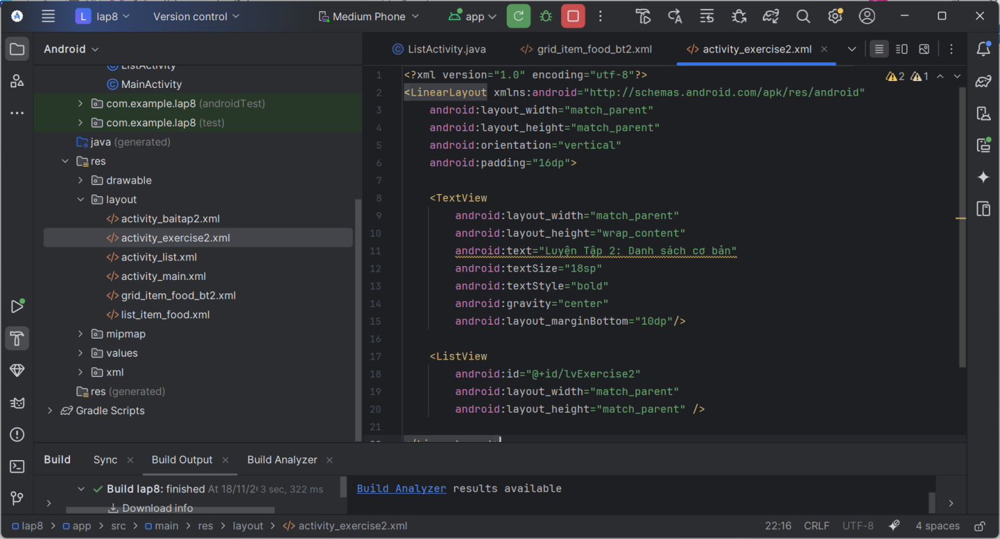 L lap8 Version control Medium Phone app
Android
ListActivity.java grid_item_food_bt2.xml activity_exercise2.xml
ListActivity
MainActivity
com.example.lap8 (androidTest)
com.example.lap8 (test)
java (generated)
res
drawable
layout
activity_baitap2.xml
activity_exercise2.xml
activity_list.xml
activity_main.xml
grid_item_food_bt2.xml
list_item_food.xml
mipmap
values
xml
res (generated)
Gradle Scripts
2 1
1 <?xml version="1.0" encoding="utf-8"?>
2 <LinearLayout xmlns:android="http://schemas.android.com/apk/res/android"
3 android:layout_width="match_parent"
4 android:layout_height="match_parent"
5 android:orientation="vertical"
6 android:padding="16dp">
7
8 <TextView
9 android:layout_width="match_parent"
10 android:layout_height="wrap_content"
11 android:text="Luyện Tập 2: Danh sách cơ bản"
12 android:textSize="18sp"
13 android:textStyle="bold"
14 android:gravity="center"
15 android:layout_marginBottom="10dp"/>
16
17 <ListView
18 android:id="@+id/lvExercise2"
19 android:layout_width="match_parent"
20 android:layout_height="match_parent" />
21
Build Sync Build Output Build Analyzer
Build lap8: finished At 18/11/2 3 sec, 322 ms
Download info
Build Analyzer results available
lap8 > app > src > main > res > layout > activity_exercise2.xml
22:16 CRLF UTF-8 4 spaces